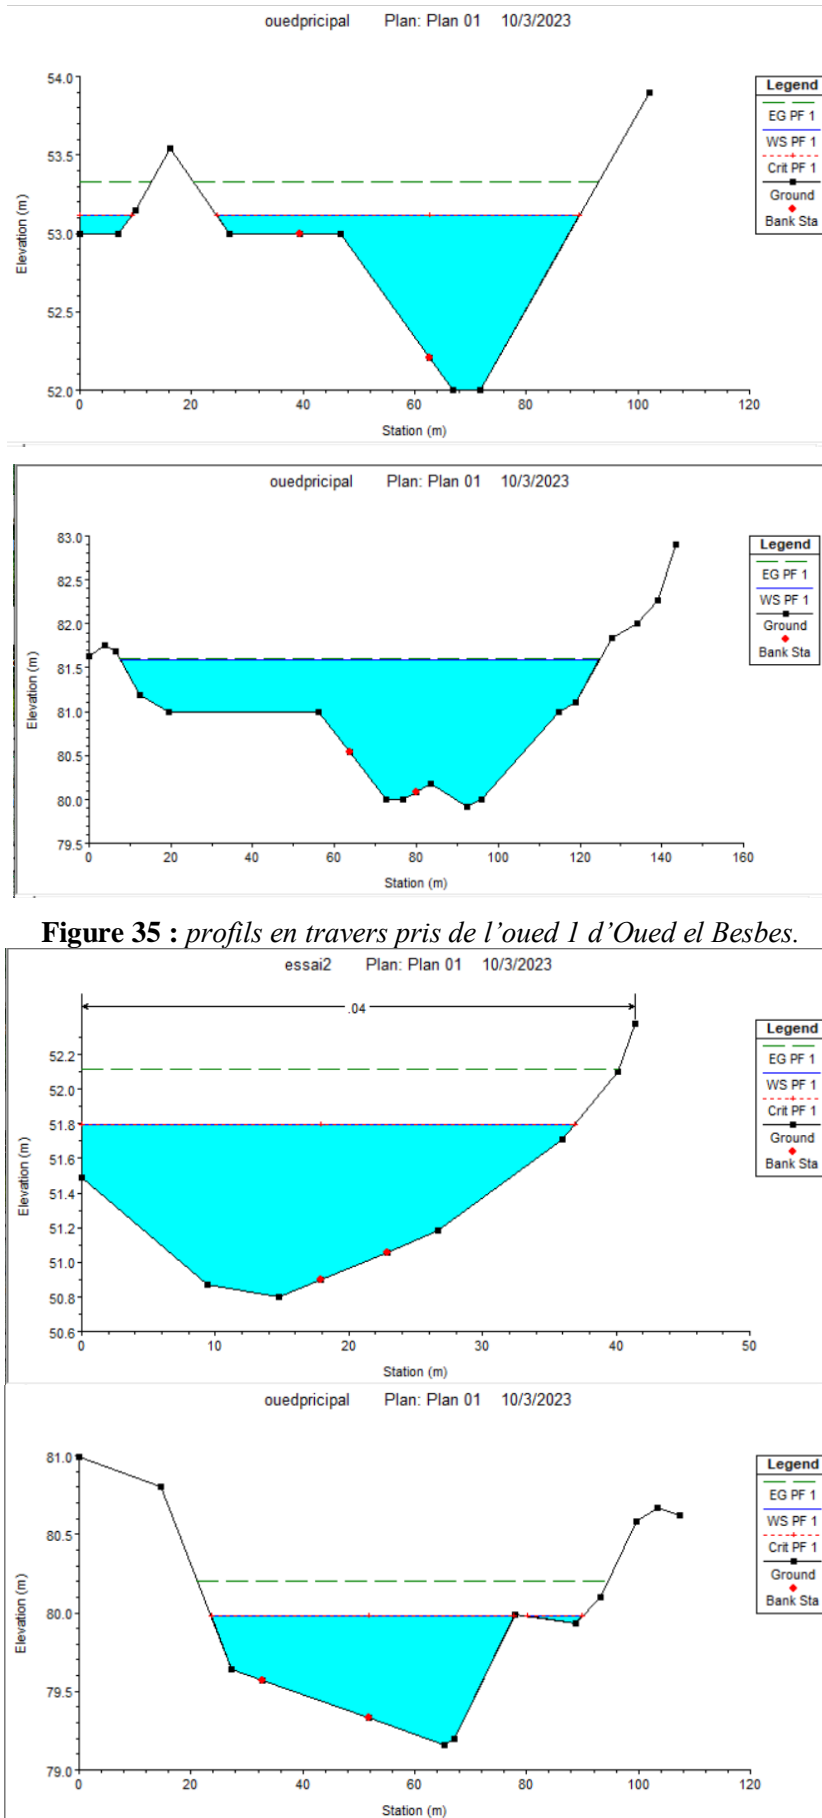 ouedpricipal Plan: Plan 01 10/3/2023
54.0
53.5
53.0
52.5
52.0
Elevation (m)
0 20 40 60 80 100 120
Station (m)
Legend
EG PF 1
WS PF 1
Crit PF 1
Ground
Bank Sta
ouedpricipal Plan: Plan 01 10/3/2023
83.0
82.5
82.0
81.5
81.0
80.5
80.0
79.5
Elevation (m)
0 20 40 60 80 100 120 140 160
Station (m)
Legend
EG PF 1
WS PF 1
Ground
Bank Sta
Figure 35 : profils en travers pris de l’oued 1 d’Oued el Besbes.
essai2 Plan: Plan 01 10/3/2023
.04
52.2
52.0
51.8
51.6
51.4
51.2
51.0
50.8
50.6
Elevation (m)
0 10 20 30 40 50
Station (m)
Legend
EG PF 1
WS PF 1
Crit PF 1
Ground
Bank Sta
ouedpricipal Plan: Plan 01 10/3/2023
81.0
80.5
80.0
79.5
79.0
Elevation (m)
0 20 40 60 80 100 120
Station (m)
Legend
EG PF 1
WS PF 1
Crit PF 1
Ground
Bank Sta